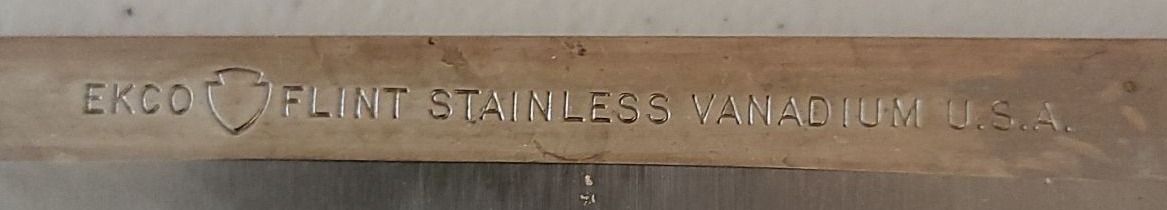 EKCO FLINT STAINLESS VANADIUM U.S.A.